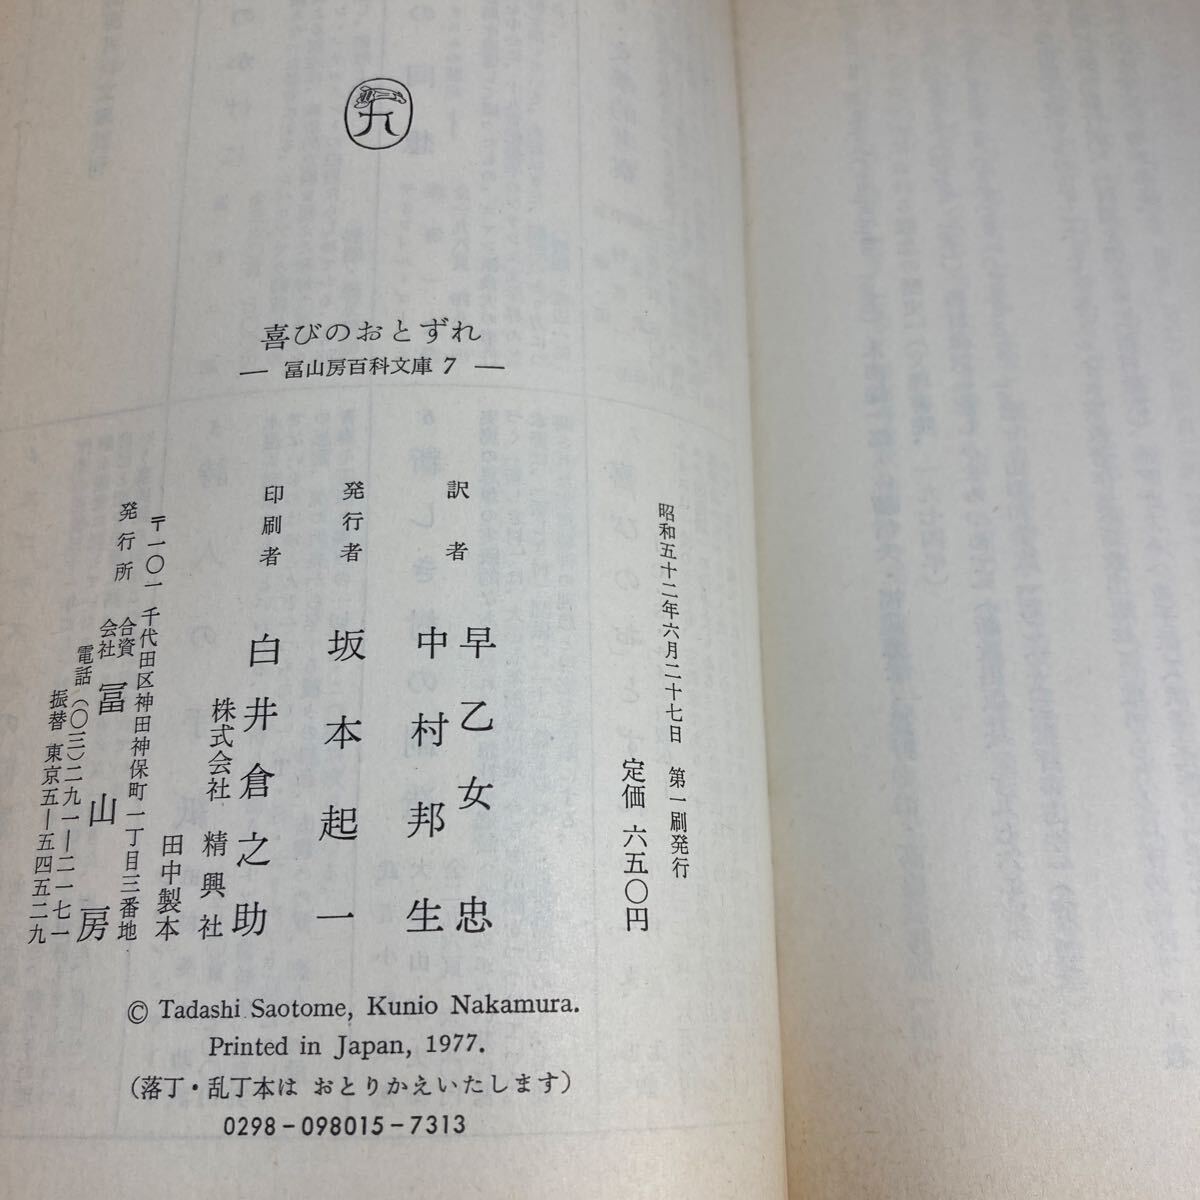 喜びのおとずれ
― 冨山房百科文庫 7 ―
昭和五十二年六月二十七日　第一刷発行
定価 六五〇円
訳者　早乙女　忠
中村邦生
発行者　坂本起一
印刷者　白井倉之助
株式会社 精興社
田中製本
〒一〇一 千代田区神田神保町一丁目三番地
発行所　合資会社 冨山房
電話(〇三)二九一―二一七一
振替 東京五―五四五二九
© Tadashi Saotome, Kunio Nakamura.
Printed in Japan, 1977.
(落丁・乱丁本は おとりかえいたします)
0298-098015-7313